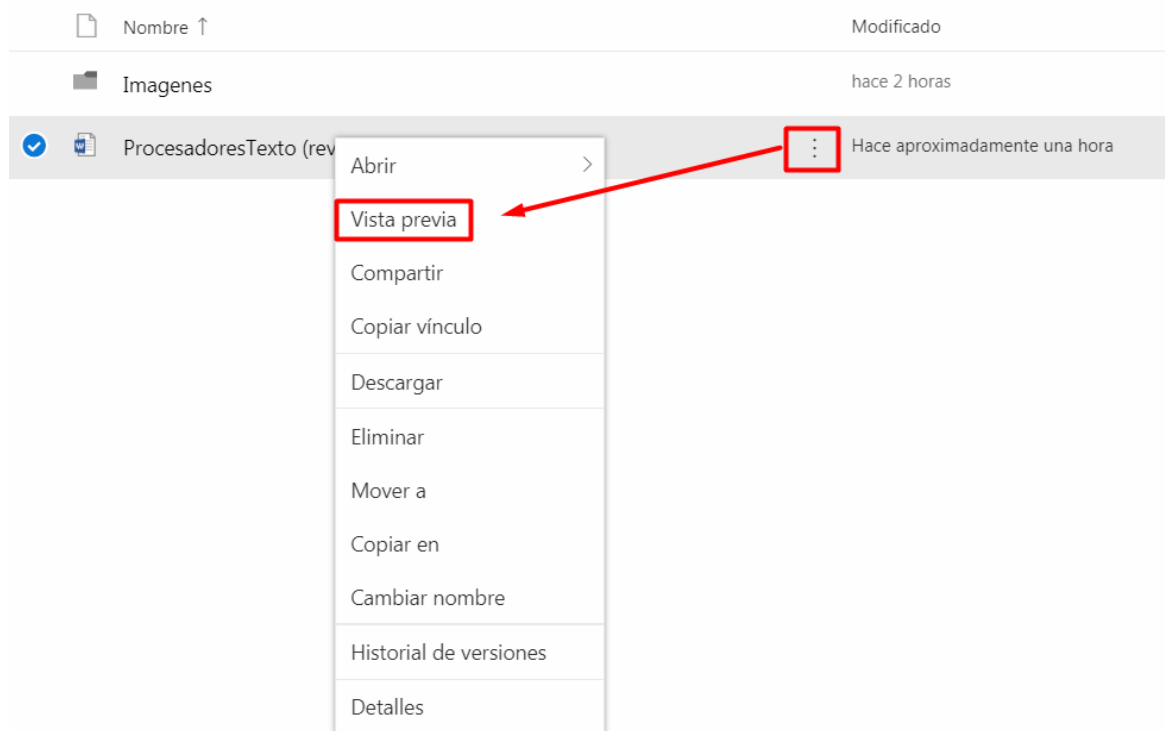 Nombre ↑ Modificado
Imagenes hace 2 horas
ProcesadoresTexto (rev Hace aproximadamente una hora
Abrir
Vista previa
Compartir
Copiar vínculo
Descargar
Eliminar
Mover a
Copiar en
Cambiar nombre
Historial de versiones
Detalles